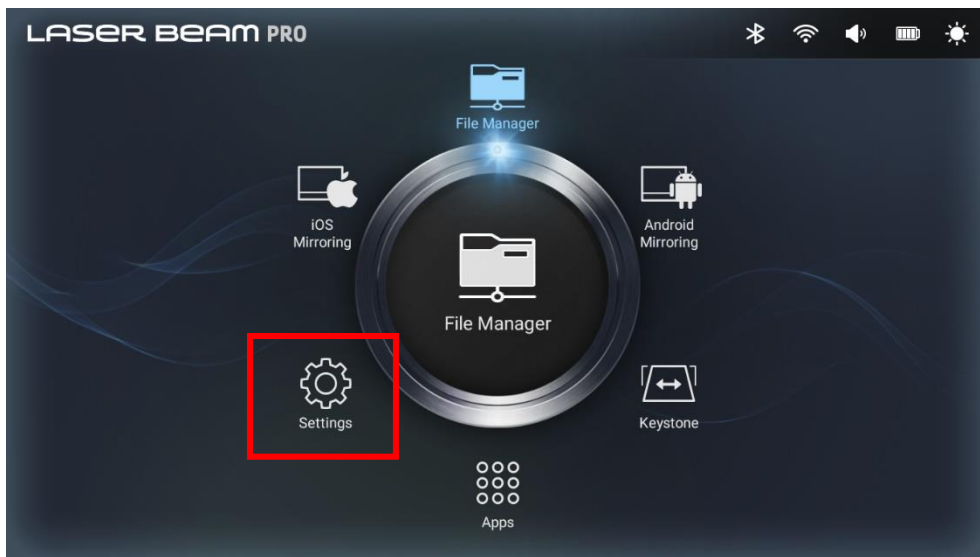 LASER BEAM PRO
File Manager
iOS
Mirroring
Android
Mirroring
File Manager
Settings
Keystone
Apps